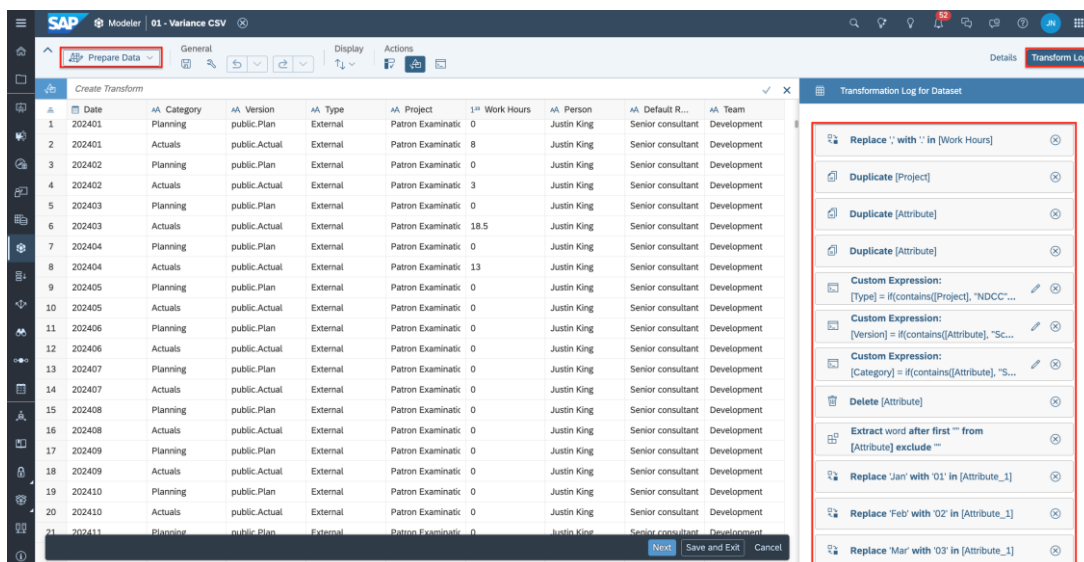 SAP Modeler 01 - Variance CSV 52 JN
Prepare Data General Display Actions Details Transform Log
Create Transform
Transformation Log for Dataset
Date Category Version Type Project Work Hours Person Default R... Team
1 202401 Planning public.Plan External Patron Examinatic 0 Justin King Senior consultant Development
2 202401 Actuals public.Actual External Patron Examinatic 8 Justin King Senior consultant Development
3 202402 Planning public.Plan External Patron Examinatic 0 Justin King Senior consultant Development
4 202402 Actuals public.Actual External Patron Examinatic 3 Justin King Senior consultant Development
5 202403 Planning public.Plan External Patron Examinatic 0 Justin King Senior consultant Development
6 202403 Actuals public.Actual External Patron Examinatic 18.5 Justin King Senior consultant Development
7 202404 Planning public.Plan External Patron Examinatic 0 Justin King Senior consultant Development
8 202404 Actuals public.Actual External Patron Examinatic 13 Justin King Senior consultant Development
9 202405 Planning public.Plan External Patron Examinatic 0 Justin King Senior consultant Development
10 202405 Actuals public.Actual External Patron Examinatic 0 Justin King Senior consultant Development
11 202406 Planning public.Plan External Patron Examinatic 0 Justin King Senior consultant Development
12 202406 Actuals public.Actual External Patron Examinatic 0 Justin King Senior consultant Development
13 202407 Planning public.Plan External Patron Examinatic 0 Justin King Senior consultant Development
14 202407 Actuals public.Actual External Patron Examinatic 0 Justin King Senior consultant Development
15 202408 Planning public.Plan External Patron Examinatic 0 Justin King Senior consultant Development
16 202408 Actuals public.Actual External Patron Examinatic 0 Justin King Senior consultant Development
17 202409 Planning public.Plan External Patron Examinatic 0 Justin King Senior consultant Development
18 202409 Actuals public.Actual External Patron Examinatic 0 Justin King Senior consultant Development
19 202410 Planning public.Plan External Patron Examinatic 0 Justin King Senior consultant Development
20 202410 Actuals public.Actual External Patron Examinatic 0 Justin King Senior consultant Development
21 202411 Planning public.Plan External Patron Examinatic 0 Justin King Senior consultant Development
Next Save and Exit Cancel
Replace ',' with '.' in [Work Hours]
Duplicate [Project]
Duplicate [Attribute]
Duplicate [Attribute]
Custom Expression:
[Type] = if(contains([Project], "NDCC"...
Custom Expression:
[Version] = if(contains([Attribute], "Sc...
Custom Expression:
[Category] = if(contains([Attribute], "S...
Delete [Attribute]
Extract word after first "" from
[Attribute] exclude ""
Replace 'Jan' with '01' in [Attribute_1]
Replace 'Feb' with '02' in [Attribute_1]
Replace 'Mar' with '03' in [Attribute_1]